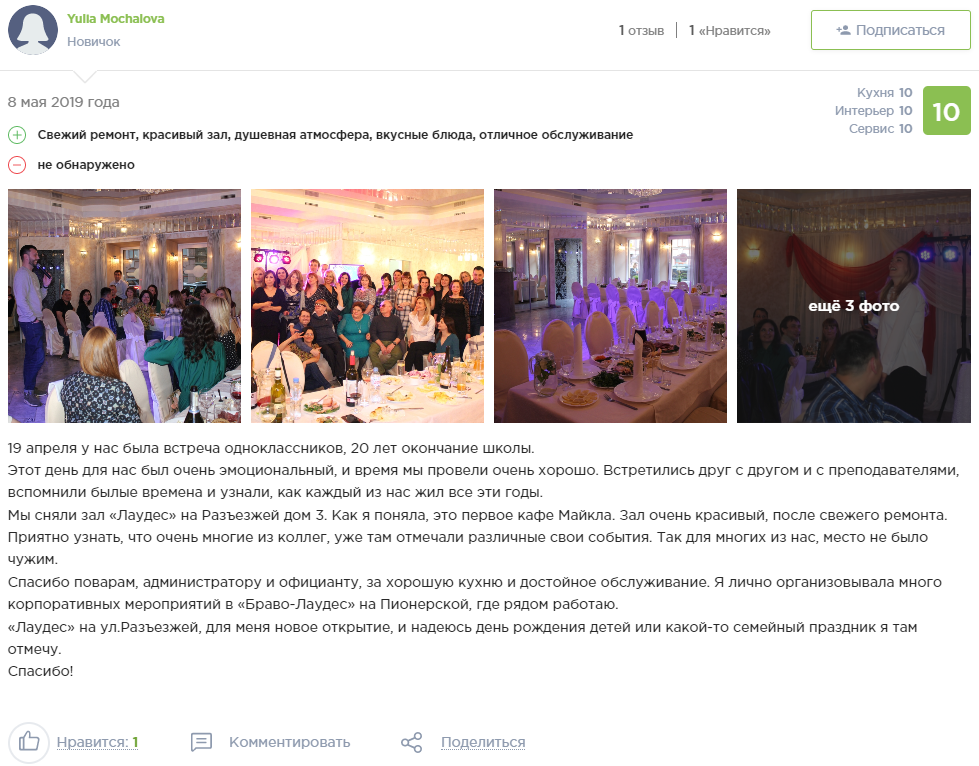 Yulia Mochalova
Новичок
1 отзыв
1 «Нравится»
Подписаться
8 мая 2019 года
Кухня 10
Интерьер 10
Сервис 10
10
Свежий ремонт, красивый зал, душевная атмосфера, вкусные блюда, отличное обслуживание
не обнаружено
ещё 3 фото
19 апреля у нас была встреча одноклассников, 20 лет окончание школы.
Этот день для нас был очень эмоциональный, и время мы провели очень хорошо. Встретились друг с другом и с преподавателями,
вспомнили былые времена и узнали, как каждый из нас жил все эти годы.
Мы сняли зал «Лаудес» на Разъезжей дом 3. Как я поняла, это первое кафе Майкла. Зал очень красивый, после свежего ремонта.
Приятно узнать, что очень многие из коллег, уже там отмечали различные свои события. Так для многих из нас, место не было
чужим.
Спасибо поварам, администратору и официанту, за хорошую кухню и достойное обслуживание. Я лично организовывала много
корпоративных мероприятий в «Браво-Лаудес» на Пионерской, где рядом работаю.
«Лаудес» на ул.Разъезжей, для меня новое открытие, и надеюсь день рождения детей или какой-то семейный праздник я там
отмечу.
Спасибо!
Нравится: 1
Комментировать
Поделиться